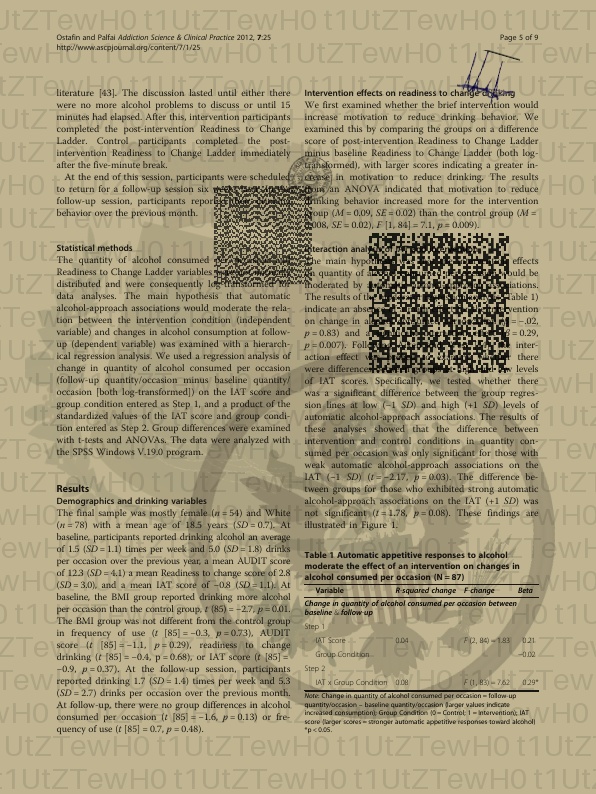 Ostafin and Palfai Addiction Science & Clinical Practice 2012, 7:25
http://www.ascpjournal.com/content/7/1/25
Page 5 of 9
literature [43]. The discussion lasted until either there
were no more alcohol problems to discuss or until 15
minutes had elapsed. After this, intervention participants
completed the post-intervention Readiness to Change
Ladder. Control participants completed the post-
intervention Readiness to Change Ladder immediately
after the five-minute break.
At the end of this session, participants were scheduled
to return for a follow-up session six
follow-up session, participants
behavior over the previous month.
Statistical methods
The quantity of alcohol consumed
Readiness to Change Ladder variables
distributed and were consequently log-transformed for
data analyses. The main hypothesis that automatic
alcohol-approach associations would moderate the rela-
tion between the intervention condition (independent
variable) and changes in alcohol consumption at follow-
up (dependent variable) was examined with a hierarch-
ical regression analysis. We used a regression analysis of
change in quantity of alcohol consumed per occasion
(follow-up quantity/occasion minus baseline quantity/
occasion [both log-transformed]) on the IAT score and
group condition entered as Step 1, and a product of the
standardized values of the IAT score and group condi-
tion entered as Step 2. Group differences were examined
with t-tests and ANOVAs. The data were analyzed with
the SPSS Windows V.19.0 program.
Results
Demographics and drinking variables
The final sample was mostly female (n = 54) and White
(n = 78) with a mean age of 18.5 years (SD = 0.7). At
baseline, participants reported drinking alcohol an average
of 1.5 (SD = 1.1) times per week and 5.0 (SD = 1.8) drinks
per occasion over the previous year, a mean AUDIT score
of 12.3 (SD = 4.1) a mean Readiness to change score of 2.8
(SD = 3.0), and a mean IAT score of −0.8 (SD = 1.1). At
baseline, the BMI group reported drinking more alcohol
per occasion than the control group, t (85) = −2.7, p = 0.01.
The BMI group was not different from the control group
in frequency of use (t [85] = −0.3, p = 0.73), AUDIT
score (t [85] = −1.1, p = 0.29), readiness to change
drinking (t [85] = −0.4, p = 0.68), or IAT score (t [85] =
−0.9, p = 0.37). At the follow-up session, participants
reported drinking 1.7 (SD = 1.4) times per week and 5.3
(SD = 2.7) drinks per occasion over the previous month.
At follow-up, there were no group differences in alcohol
consumed per occasion (t [85] = −1.6, p = 0.13) or fre-
quency of use (t [85] = 0.7, p = 0.48).
Intervention effects on readiness to change drinking
We first examined whether the brief intervention would
increase motivation to reduce drinking behavior. We
examined this by comparing the groups on a difference
score of post-intervention Readiness to Change Ladder
minus baseline Readiness to Change Ladder (both log-
transformed), with larger scores indicating a greater in-
crease in motivation to reduce drinking. The results
from an ANOVA indicated that motivation to reduce
drinking behavior increased more for the intervention
group (M = 0.09, SE = 0.02) than the control group (M =
0.008, SE = 0.02), F [1, 84] = 7.1, p = 0.009).
Interaction
The main effects
on quantity of would be
moderated by
The results of Table 1)
indicate an intervention
on change in = −.02,
p = 0.83) and = 0.29,
p = 0.007). inter-
action effect there
were differences levels
of IAT scores. Specifically, we tested whether there
was a significant difference between the group regres-
sion lines at low (−1 SD) and high (+1 SD) levels of
automatic alcohol-approach associations. The results of
these analyses showed that the difference between
intervention and control conditions in quantity con-
sumed per occasion was only significant for those with
weak automatic alcohol-approach associations on the
IAT (−1 SD) (t = −2.17, p = 0.03). The difference be-
tween groups for those who exhibited strong automatic
alcohol-approach associations on the IAT (+1 SD) was
not significant (t = 1.78, p = 0.08). These findings are
illustrated in Figure 1.
Table 1 Automatic appetitive responses to alcohol
moderate the effect of an intervention on changes in
alcohol consumed per occasion (N = 87)
Variable R-squared change F change Beta
Change in quantity of alcohol consumed per occasion between
baseline & follow up
Step 1
IAT Score 0.04 F (2, 84) = 1.83 0.21
Group Condition −0.02
Step 2
IAT x Group Condition 0.08 F (1, 83) = 7.62 0.29*
Note: Change in quantity of alcohol consumed per occasion = follow-up
quantity/occasion − baseline quantity/occasion (larger values indicate
increased consumption); Group Condition (0 = Control; 1 = Intervention); IAT
score (larger scores = stronger automatic appetitive responses toward alcohol)
*p < 0.05.